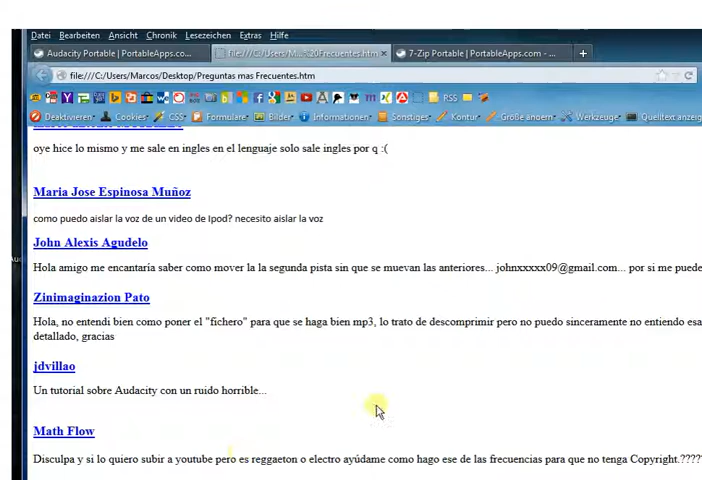 Datei Bearbeiten Ansicht Chronik Lesezeichen Extras Hilfe
Audacity Portable | PortableApps.co... 7-Zip Portable | PortableApps.com - ... +
file:///C:/Users/Marcos/Desktop/Preguntas mas Frecuentes.htm
RSS
Deaktivieren Cookies CSS Formulare Bilder Informationen Sonstiges Kontur Größe ändern Werkzeuge Quelltext anzeig
oye hice lo mismo y me sale en ingles en el lenguaje solo sale ingles por q :(
Maria Jose Espinosa Muñoz
como puedo aislar la voz de un video de Ipod? necesito aislar la voz
John Alexis Agudelo
Hola amigo me encantaría saber como mover la la segunda pista sin que se muevan las anteriores... johnxxxxx09@gmail.com... por si me puede
Zinimaginazion Pato
Hola, no entendi bien como poner el "fichero" para que se haga bien mp3, lo trato de descomprimir pero no puedo sinceramente no entiendo esa
detallado, gracias
jdvillao
Un tutorial sobre Audacity con un ruido horrible...
Math Flow
Disculpa y si lo quiero subir a youtube pero es reggaeton o electro ayúdame como hago ese de las frecuencias para que no tenga Copyright.????